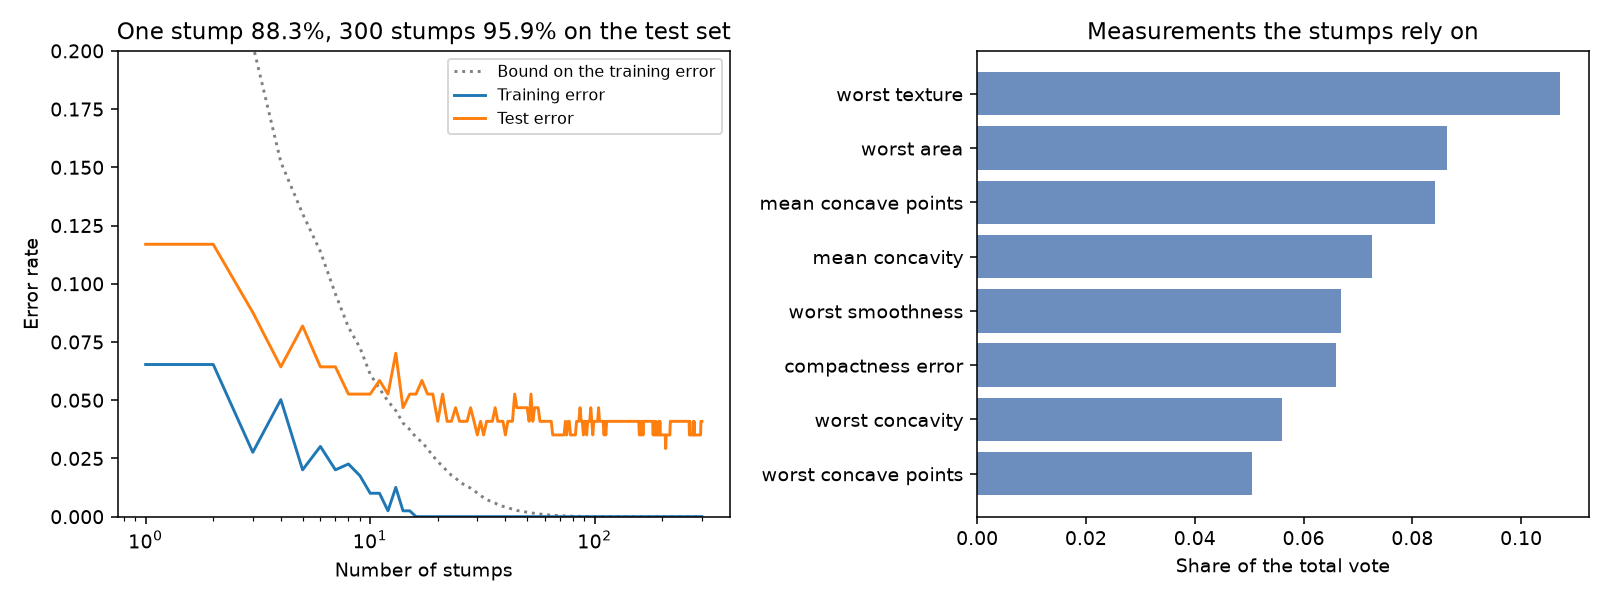 One stump 88.3%, 300 stumps 95.9% on the test set
Error rate
0.200
0.175
0.150
0.125
0.100
0.075
0.050
0.025
0.000
Bound on the training error
Training error
Test error
10⁰
10¹
10²
Number of stumps
Measurements the stumps rely on
worst texture
worst area
mean concave points
mean concavity
worst smoothness
compactness error
worst concavity
worst concave points
0.00
0.02
0.04
0.06
0.08
0.10
Share of the total vote